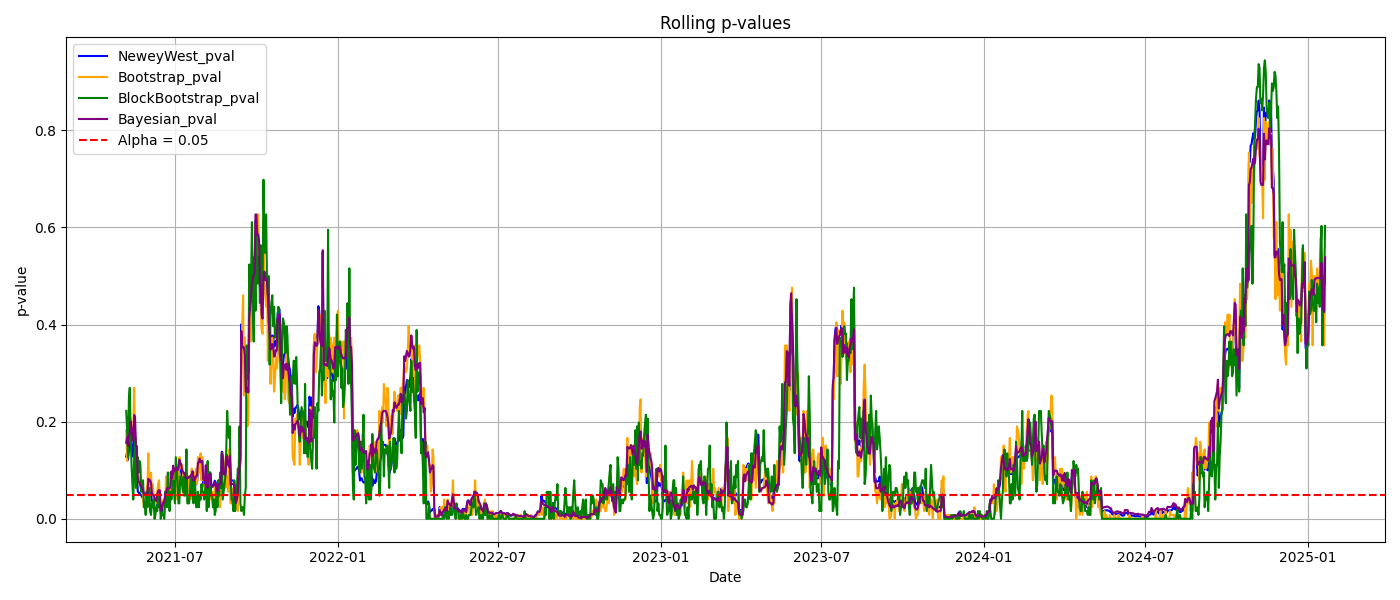 Rolling p-values
NeweyWest_pval
Bootstrap_pval
BlockBootstrap_pval
Bayesian_pval
Alpha = 0.05
p-value
0.8
0.6
0.4
0.2
0.0
2021-07
2022-01
2022-07
2023-01
2023-07
2024-01
2024-07
2025-01
Date